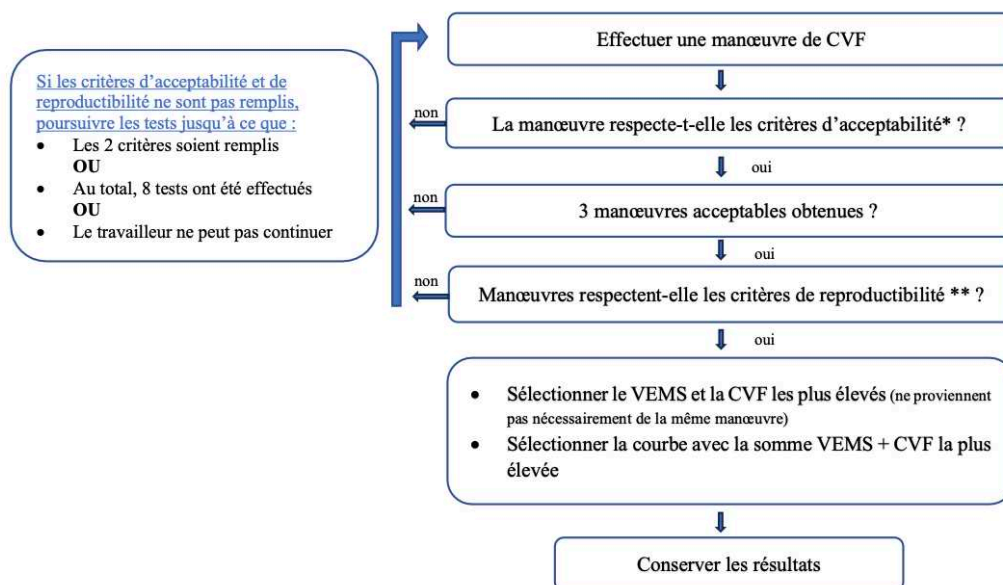 Si les critères d'acceptabilité et de
reproductibilité ne sont pas remplis,
poursuivre les tests jusqu'à ce que :
• Les 2 critères soient remplis
OU
• Au total, 8 tests ont été effectués
OU
• Le travailleur ne peut pas continuer
Effectuer une manœuvre de CVF
non
La manœuvre respecte-t-elle les critères d'acceptabilité* ?
oui
non
3 manœuvres acceptables obtenues ?
oui
non
Manœuvres respectent-elle les critères de reproductibilité ** ?
oui
• Sélectionner le VEMS et la CVF les plus élevés (ne proviennent
pas nécessairement de la même manœuvre)
• Sélectionner la courbe avec la somme VEMS + CVF la plus
élevée
Conserver les résultats